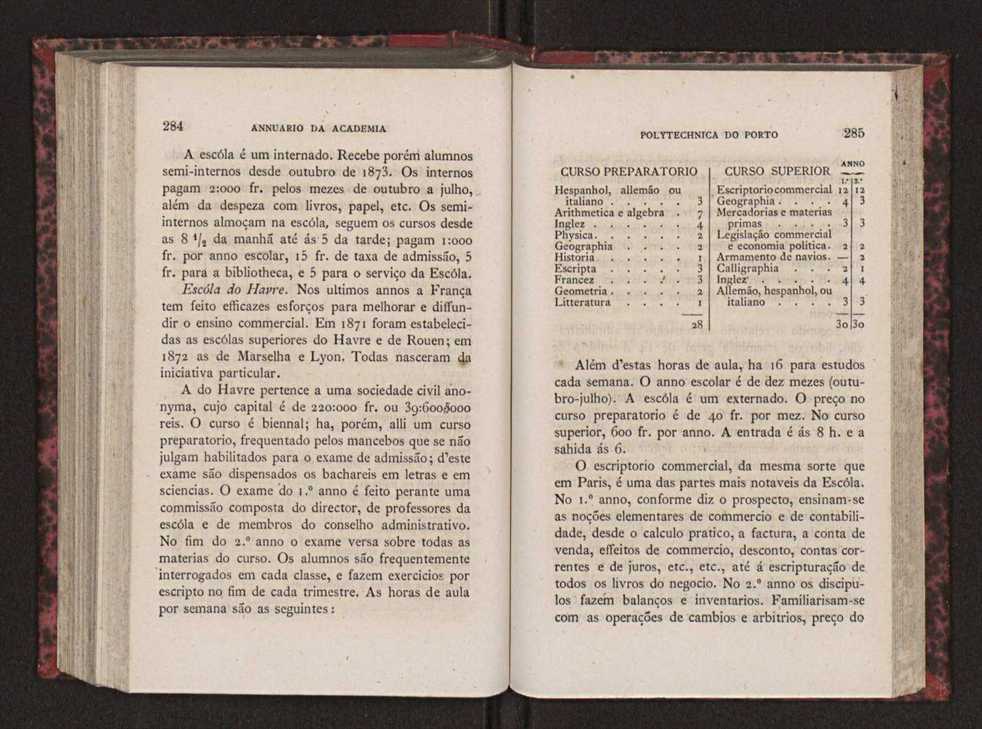 284 ANNUARIO DA ACADEMIA
A escóla é um internado. Recebe porém alumnos
semi-internos desde outubro de 1873. Os internos
pagam 2:000 fr. pelos mezes de outubro a julho,
além da despeza com livros, papel, etc. Os semi-
internos almoçam na escóla, seguem os cursos desde
as 8 1/2 da manhã até ás 5 da tarde; pagam 1:000
fr. por anno escolar, 15 fr. de taxa de admissão, 5
fr. para a bibliotheca, e 5 para o serviço da Escóla.
Escóla do Havre. Nos ultimos annos a França
tem feito efficazes esforços para melhorar e diffun-
dir o ensino commercial. Em 1871 foram estabeleci-
das as escólas superiores do Havre e de Rouen; em
1872 as de Marselha e Lyon. Todas nasceram da
iniciativa particular.
A do Havre pertence a uma sociedade civil ano-
nyma, cujo capital é de 220:000 fr. ou 39:600$000
reis. O curso é biennal; ha, porém, alli um curso
preparatorio, frequentado pelos mancebos que se não
julgam habilitados para o exame de admissão; d'este
exame são dispensados os bachareis em letras e em
sciencias. O exame do 1.º anno é feito perante uma
commissão composta do director, de professores da
escóla e de membros do conselho administrativo.
No fim do 2.º anno o exame versa sobre todas as
materias do curso. Os alumnos são frequentemente
interrogados em cada classe, e fazem exercicios por
escripto no fim de cada trimestre. As horas de aula
por semana são as seguintes:
POLYTECHNICA DO PORTO 285
CURSO PREPARATORIO
Hespanhol, allemão ou
italiano . . . . . 3
Arithmetica e algebra . 7
Inglez . . . . . . 4
Physica. . . . . . 2
Geographia . . . . 2
Historia . . . . . 1
Escripta . . . . . 3
Francez . . . . . 3
Geometria . . . . . 2
Litteratura . . . . 1
28
CURSO SUPERIOR ANNO
1.º 2.º
Escriptorio commercial 12 12
Geographia . . . . 4 3
Mercadorias e materias
primas . . . . 3 3
Legislação commercial
e economia politica. . 2 2
Armamento de navios. — 2
Calligraphia . . . 2 1
Inglez . . . . . 4 4
Allemão, hespanhol, ou
italiano . . . . 3 3
30 30
Além d'estas horas de aula, ha 16 para estudos
cada semana. O anno escolar é de dez mezes (outu-
bro-julho). A escóla é um externado. O preço no
curso preparatorio é de 40 fr. por mez. No curso
superior, 600 fr. por anno. A entrada é ás 8 h. e a
sahida ás 6.
O escriptorio commercial, da mesma sorte que
em Paris, é uma das partes mais notaveis da Escóla.
No 1.º anno, conforme diz o prospecto, ensinam-se
as noções elementares de commercio e de contabili-
dade, desde o calculo pratico, a factura, a conta de
venda, effeitos de commercio, desconto, contas cor-
rentes e de juros, etc., etc., até á escripturação de
todos os livros do negocio. No 2.º anno os discipu-
los fazem balanços e inventarios. Familiarisam-se
com as operações de cambios e arbitrios, preço do